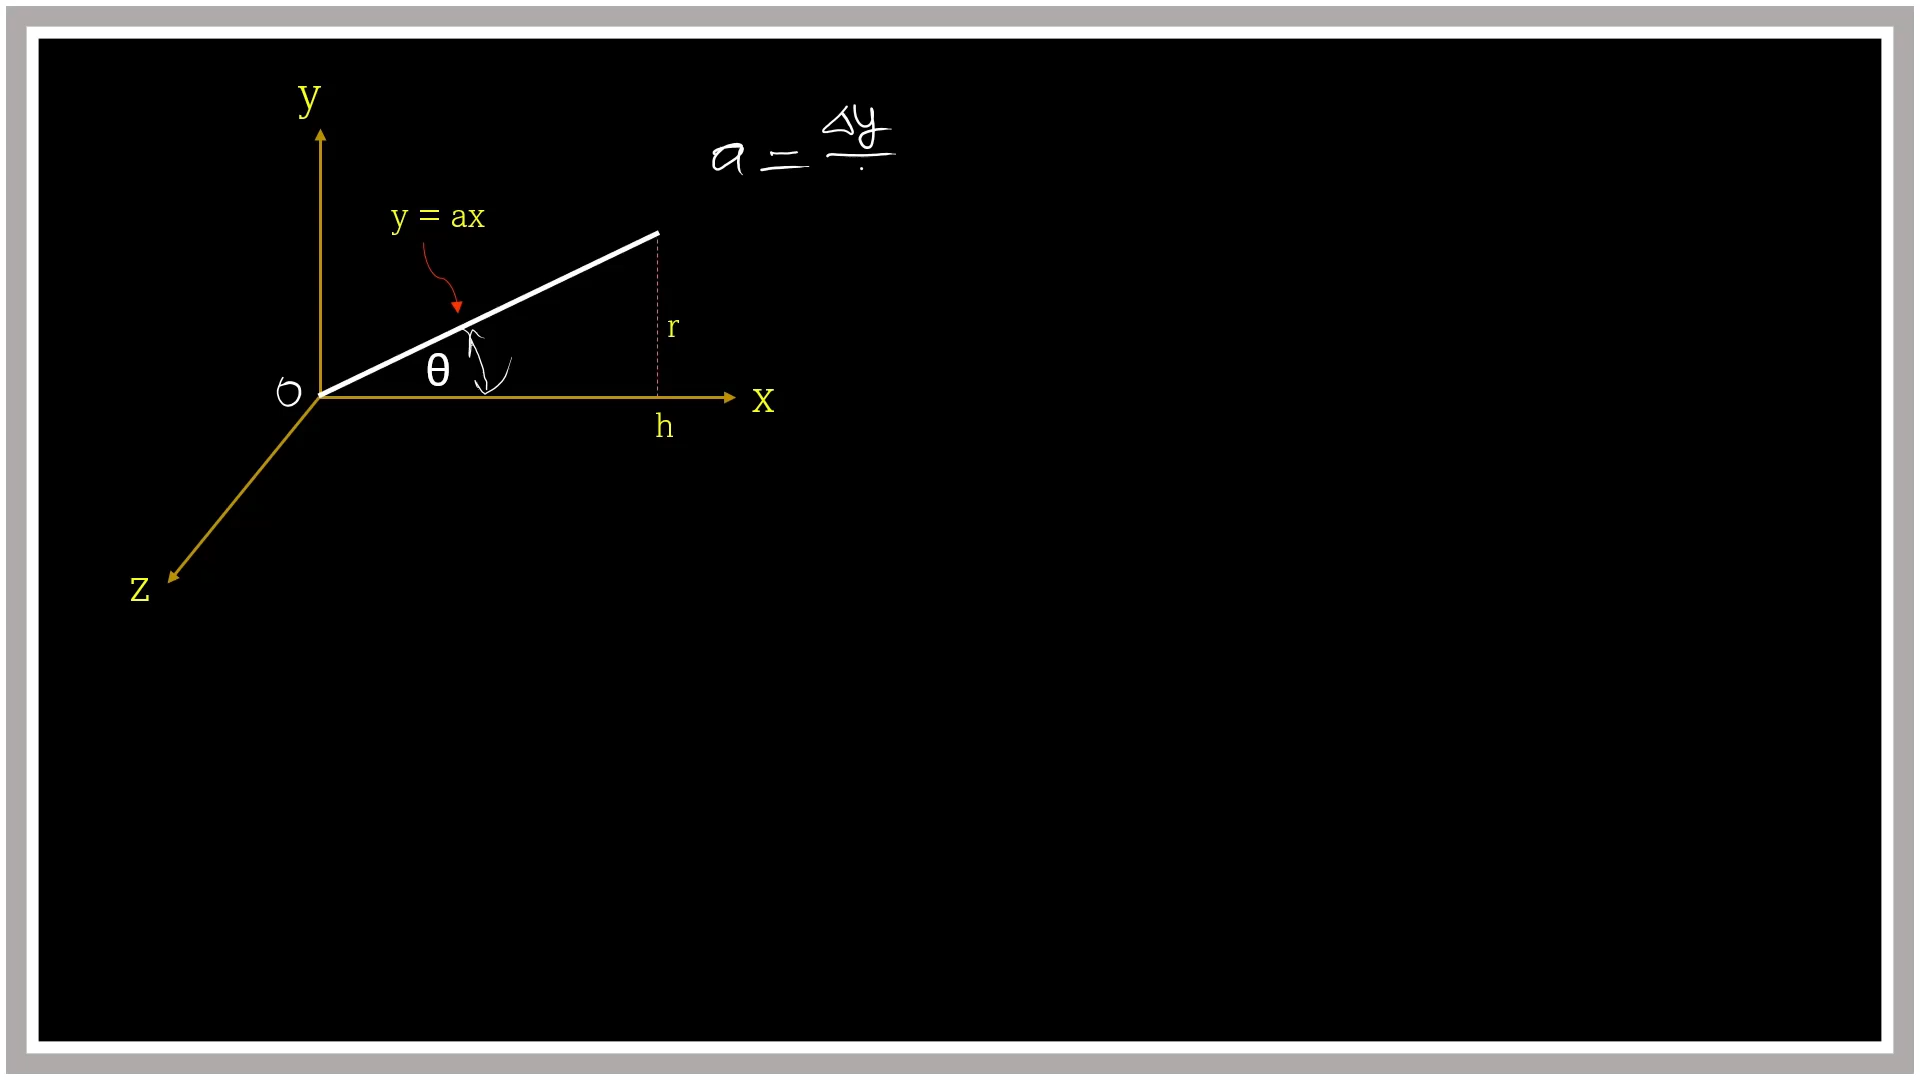 y
a = Δy
y = ax
r
θ
O
x
h
z